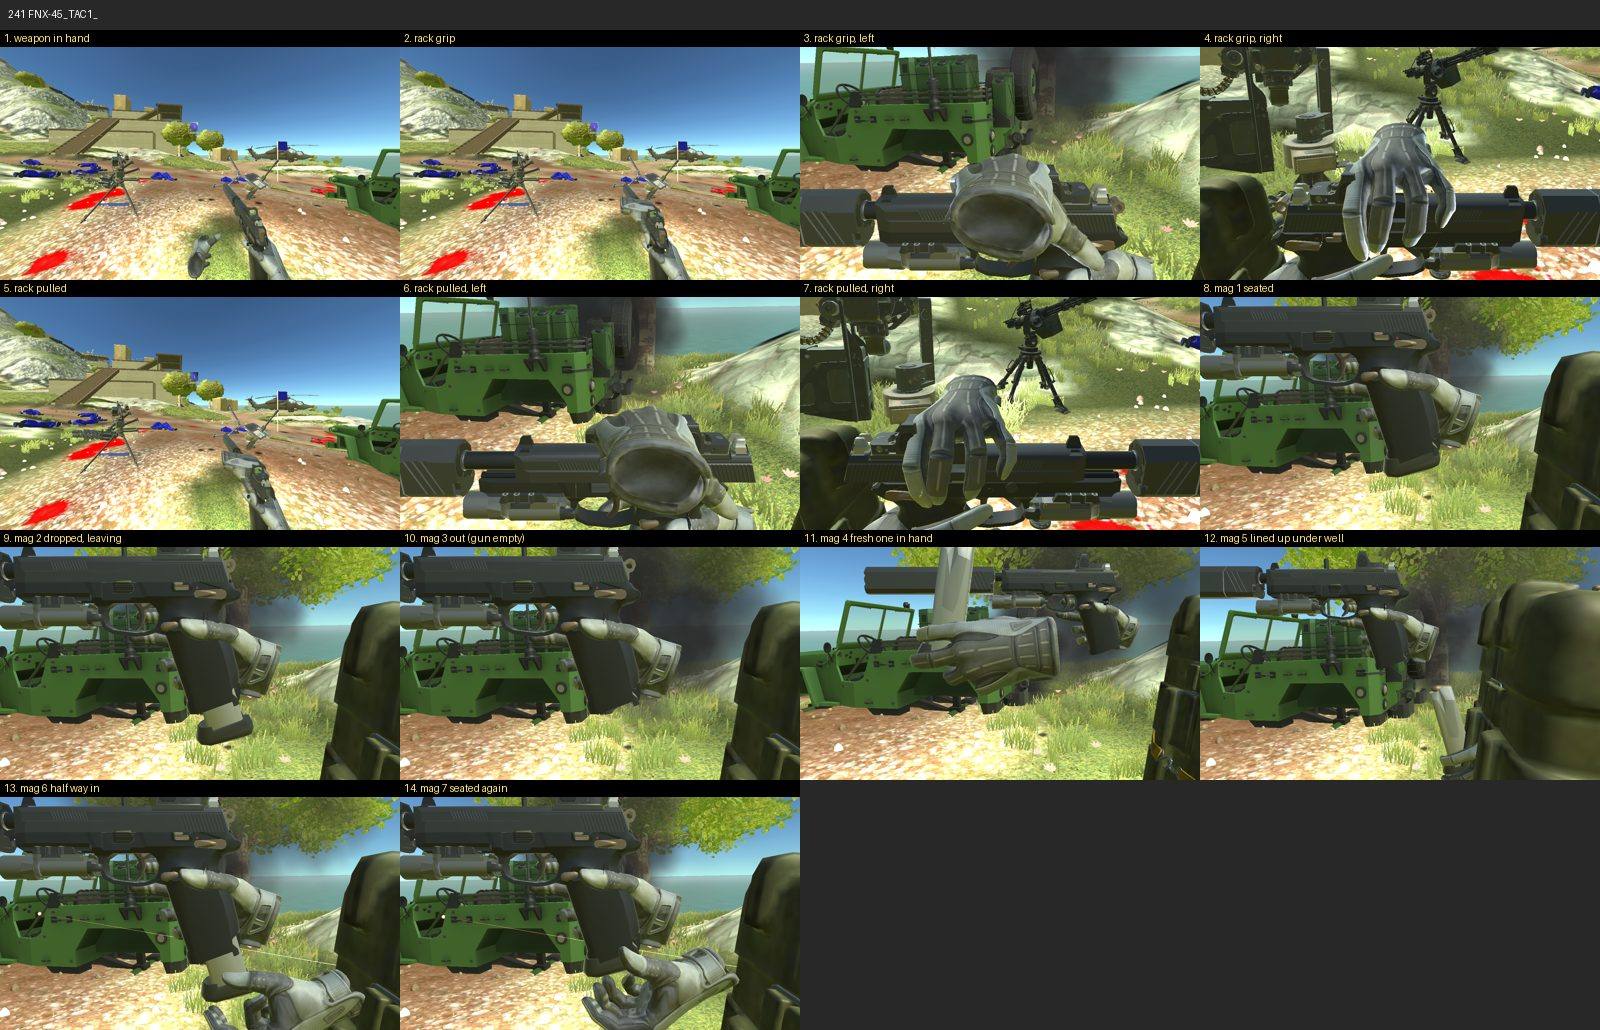 241 FNX-45_TAC1_
1. weapon in hand
2. rack grip
3. rack grip, left
4. rack grip, right
5. rack pulled
6. rack pulled, left
7. rack pulled, right
8. mag 1 seated
9. mag 2 dropped, leaving
10. mag 3 out (gun empty)
11. mag 4 fresh one in hand
12. mag 5 lined up under well
13. mag 6 half way in
14. mag 7 seated again